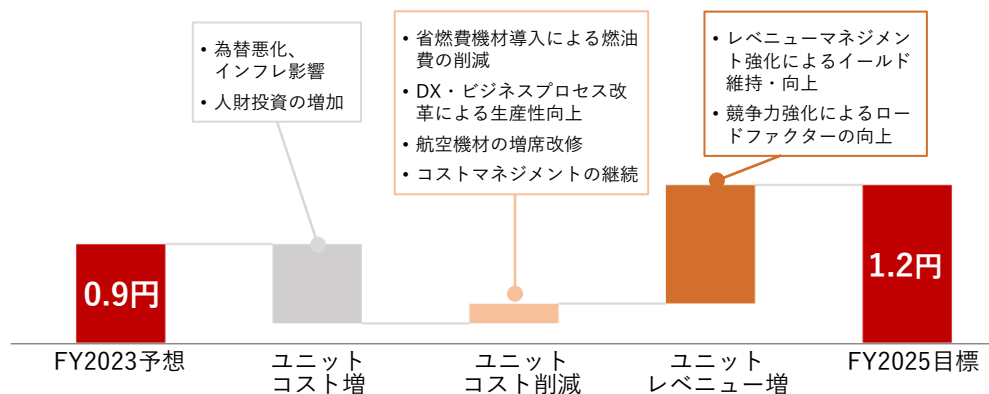 • 為替悪化、
インフレ影響
• 人財投資の増加
• 省燃費機材導入による燃油
費の削減
• DX・ビジネスプロセス改
革による生産性向上
• 航空機材の増席改修
• コストマネジメントの継続
• レベニューマネジメン
ト強化によるイールド
維持・向上
• 競争力強化によるロー
ドファクターの向上
0.9円
1.2円
FY2023予想
ユニット
コスト増
ユニット
コスト削減
ユニット
レベニュー増
FY2025目標